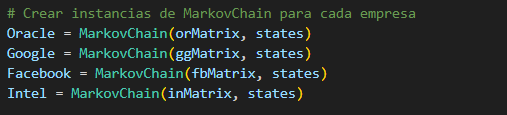 # Crear instancias de MarkovChain para cada empresa
Oracle = MarkovChain(orMatrix, states)
Google = MarkovChain(ggMatrix, states)
Facebook = MarkovChain(fbMatrix, states)
Intel = MarkovChain(inMatrix, states)